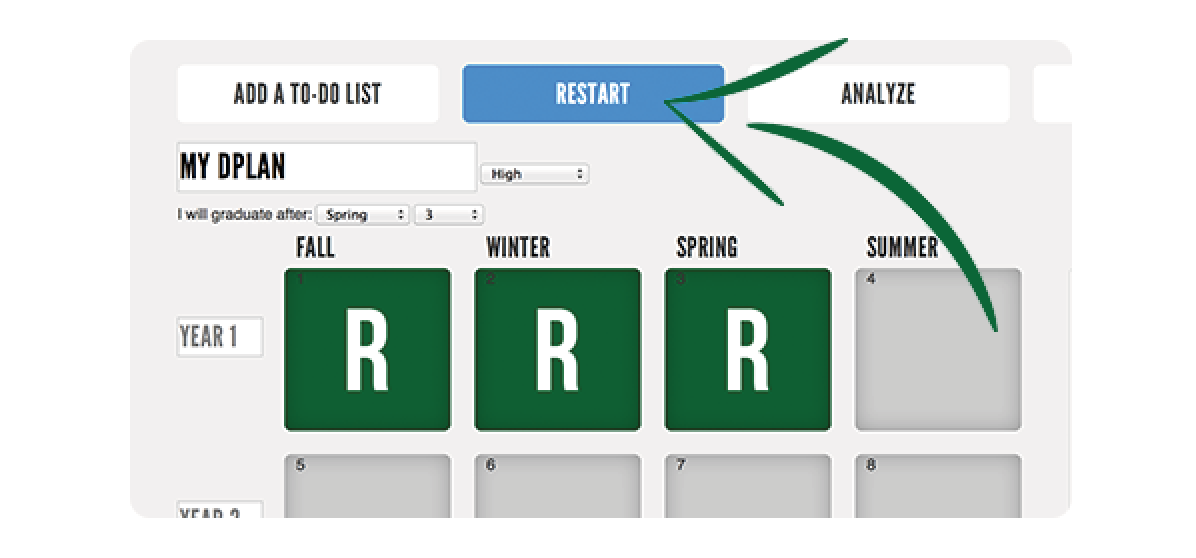 ADD A TO-DO LIST RESTART ANALYZE
MY DPLAN High
I will graduate after: Spring 3
FALL WINTER SPRING SUMMER
1 2 3 4
YEAR 1 R R R
5 6 7 8
YEAR 2